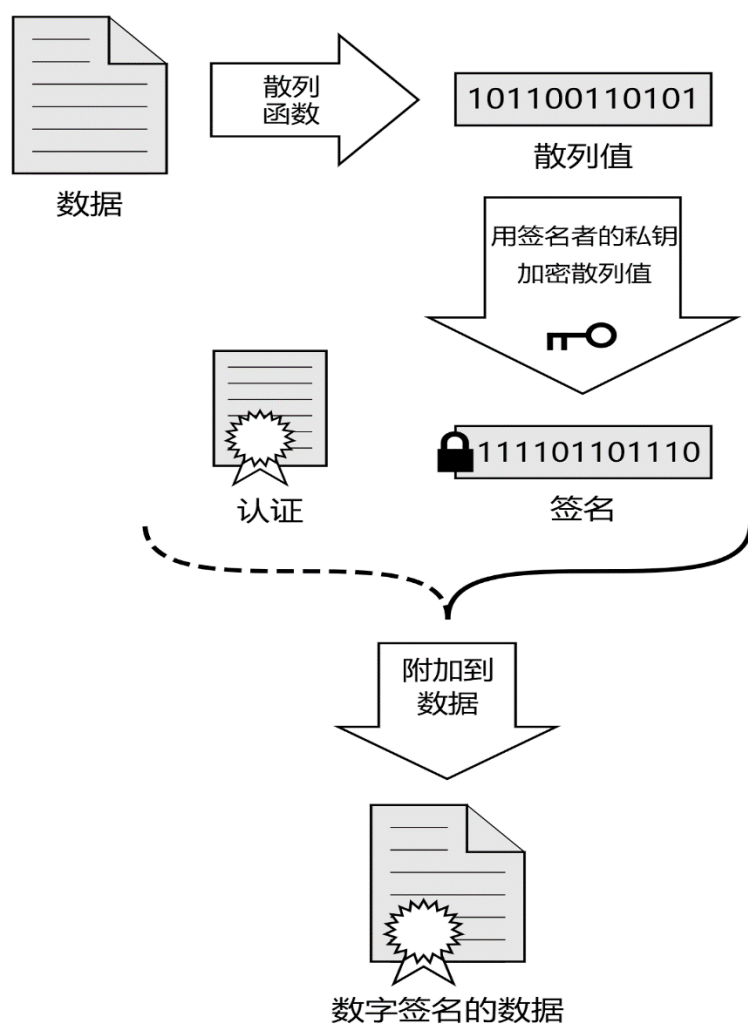 散列
函数
101100110101
散列值
数据
用签名者的私钥
加密散列值
111101101110
认证
签名
附加到
数据
数字签名的数据